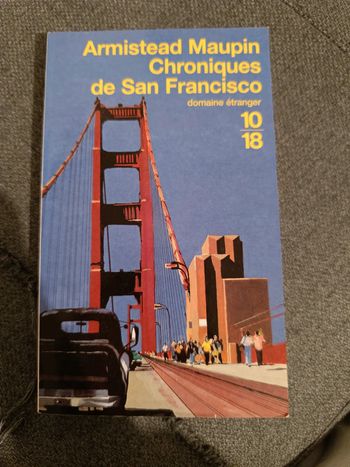 Armistead Maupin
Chroniques
de San Francisco
domaine étranger
10
18